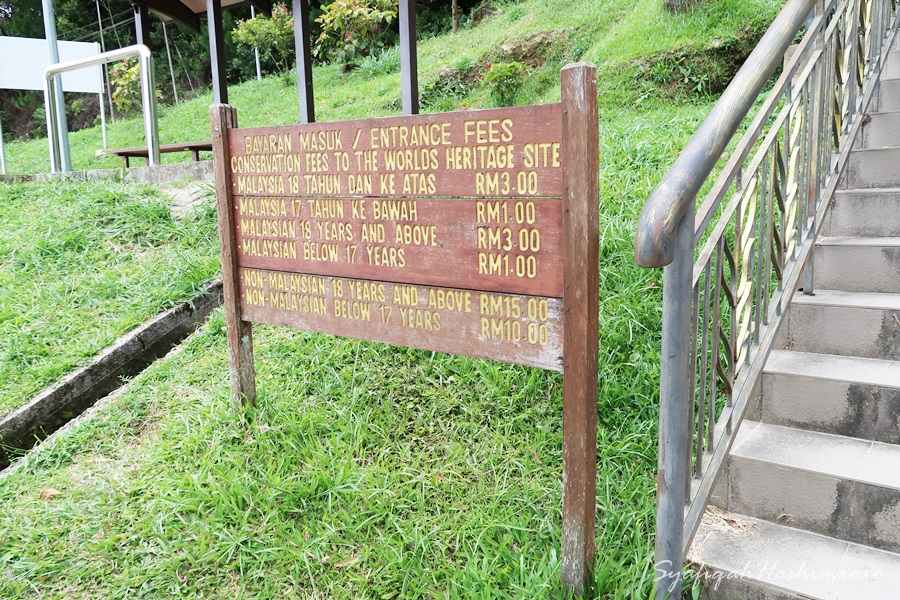 BAYARAN MASUK / ENTRANCE FEES
CONSERVATION FEES TO THE WORLDS HERITAGE SITE
-MALAYSIA 18 TAHUN DAN KE ATAS RM3.00
-MALAYSIA 17 TAHUN KE BAWAH RM1.00
-MALAYSIAN 18 YEARS AND ABOVE RM3.00
-MALAYSIAN BELOW 17 YEARS RM1.00
-NON-MALAYSIAN 18 YEARS AND ABOVE RM15.00
-NON-MALAYSIAN BELOW 17 YEARS RM10.00
SyafiqahHashimxoxo